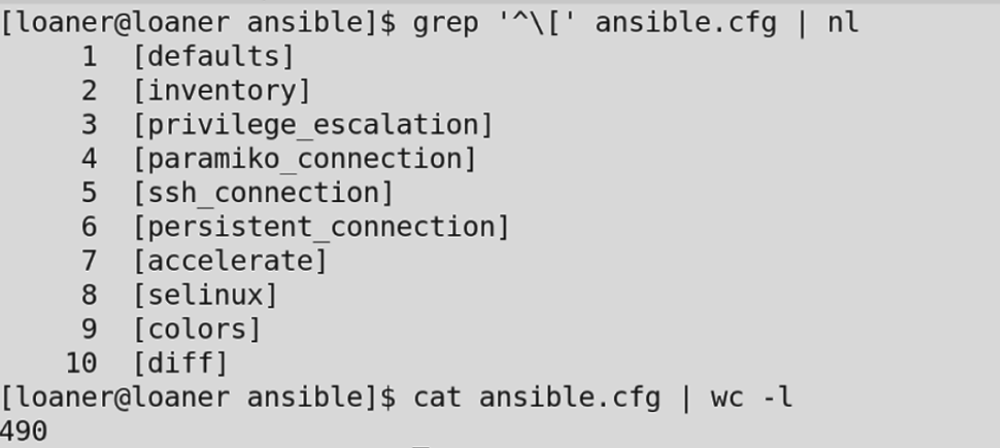 [loaner@loaner ansible]$ grep '^\[' ansible.cfg | nl
     1  [defaults]
     2  [inventory]
     3  [privilege_escalation]
     4  [paramiko_connection]
     5  [ssh_connection]
     6  [persistent_connection]
     7  [accelerate]
     8  [selinux]
     9  [colors]
    10  [diff]
[loaner@loaner ansible]$ cat ansible.cfg | wc -l
490